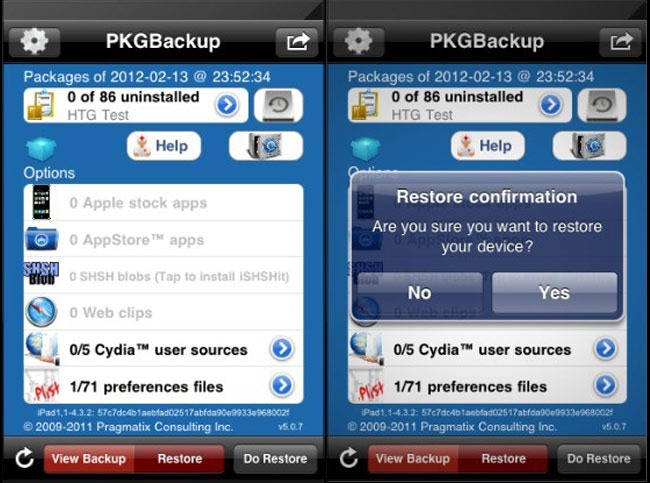 PKGBackup
Packages of 2012-02-13 @ 23:52:34
0 of 86 uninstalled
HTG Test
Help
Options
0 Apple stock apps
0 AppStore™ apps
SHSH
Blob
0 SHSH blobs (Tap to install iSHSHit)
0 Web clips
0/5 Cydia™ user sources
.Plist
1/71 preferences files
iPad1,1-4.3.2: 57c7dc4b1aebfad02517abfda90e9933e968002f
© 2009-2011 Pragmatix Consulting Inc.
v5.0.7
View Backup
Restore
Do Restore
PKGBackup
Packages of 2012-02-13 @ 23:52:34
0 of 86 uninstalled
HTG Test
Help
Options
Restore confirmation
Are you sure you want to restore
your device?
No
Yes
0 Web clips
0/5 Cydia™ user sources
.Plist
1/71 preferences files
iPad1,1-4.3.2: 57c7dc4b1aebfad02517abfda90e9933e968002f
© 2009-2011 Pragmatix Consulting Inc.
v5.0.7
View Backup
Restore
Do Restore